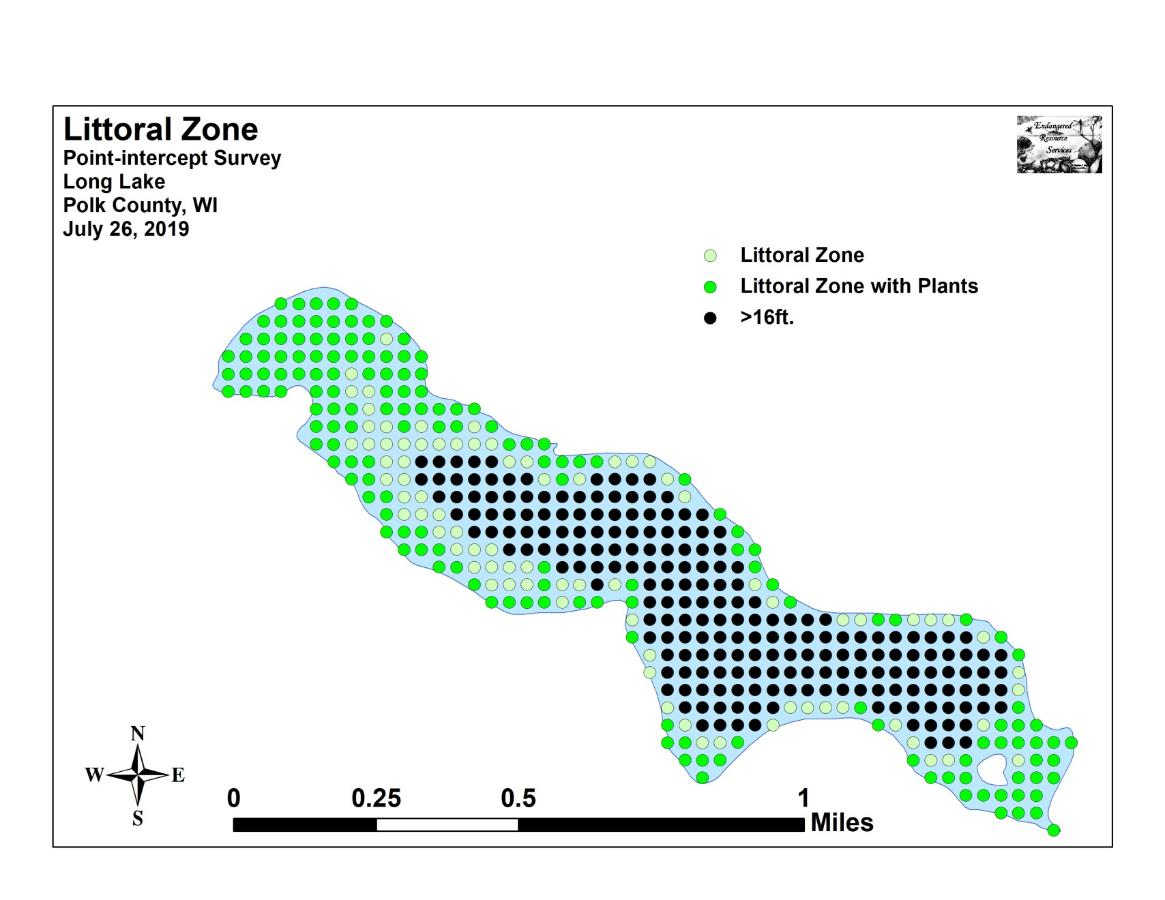 Littoral Zone
Point-intercept Survey
Long Lake
Polk County, WI
July 26, 2019
Endangered
Resource
Services
Littoral Zone
Littoral Zone with Plants
>16ft.
N
W E
S
0 0.25 0.5 1
Miles